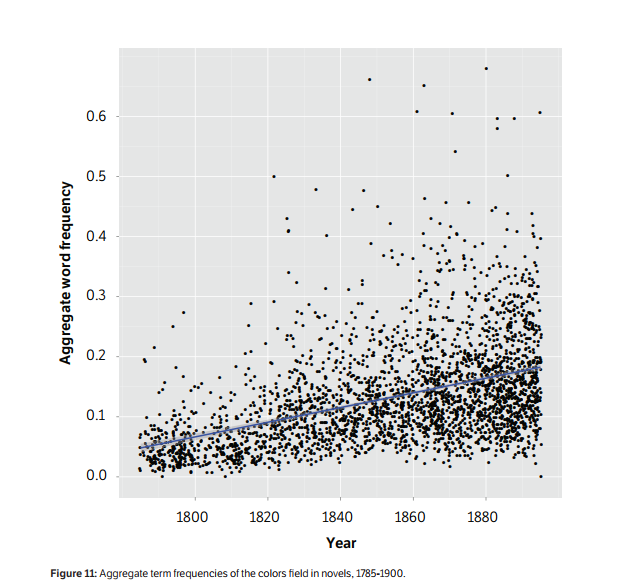 0.6
0.5
0.4
0.3
0.2
0.1
0.0
Aggregate word frequency
1800 1820 1840 1860 1880
Year
Figure 11: Aggregate term frequencies of the colors field in novels, 1785-1900.